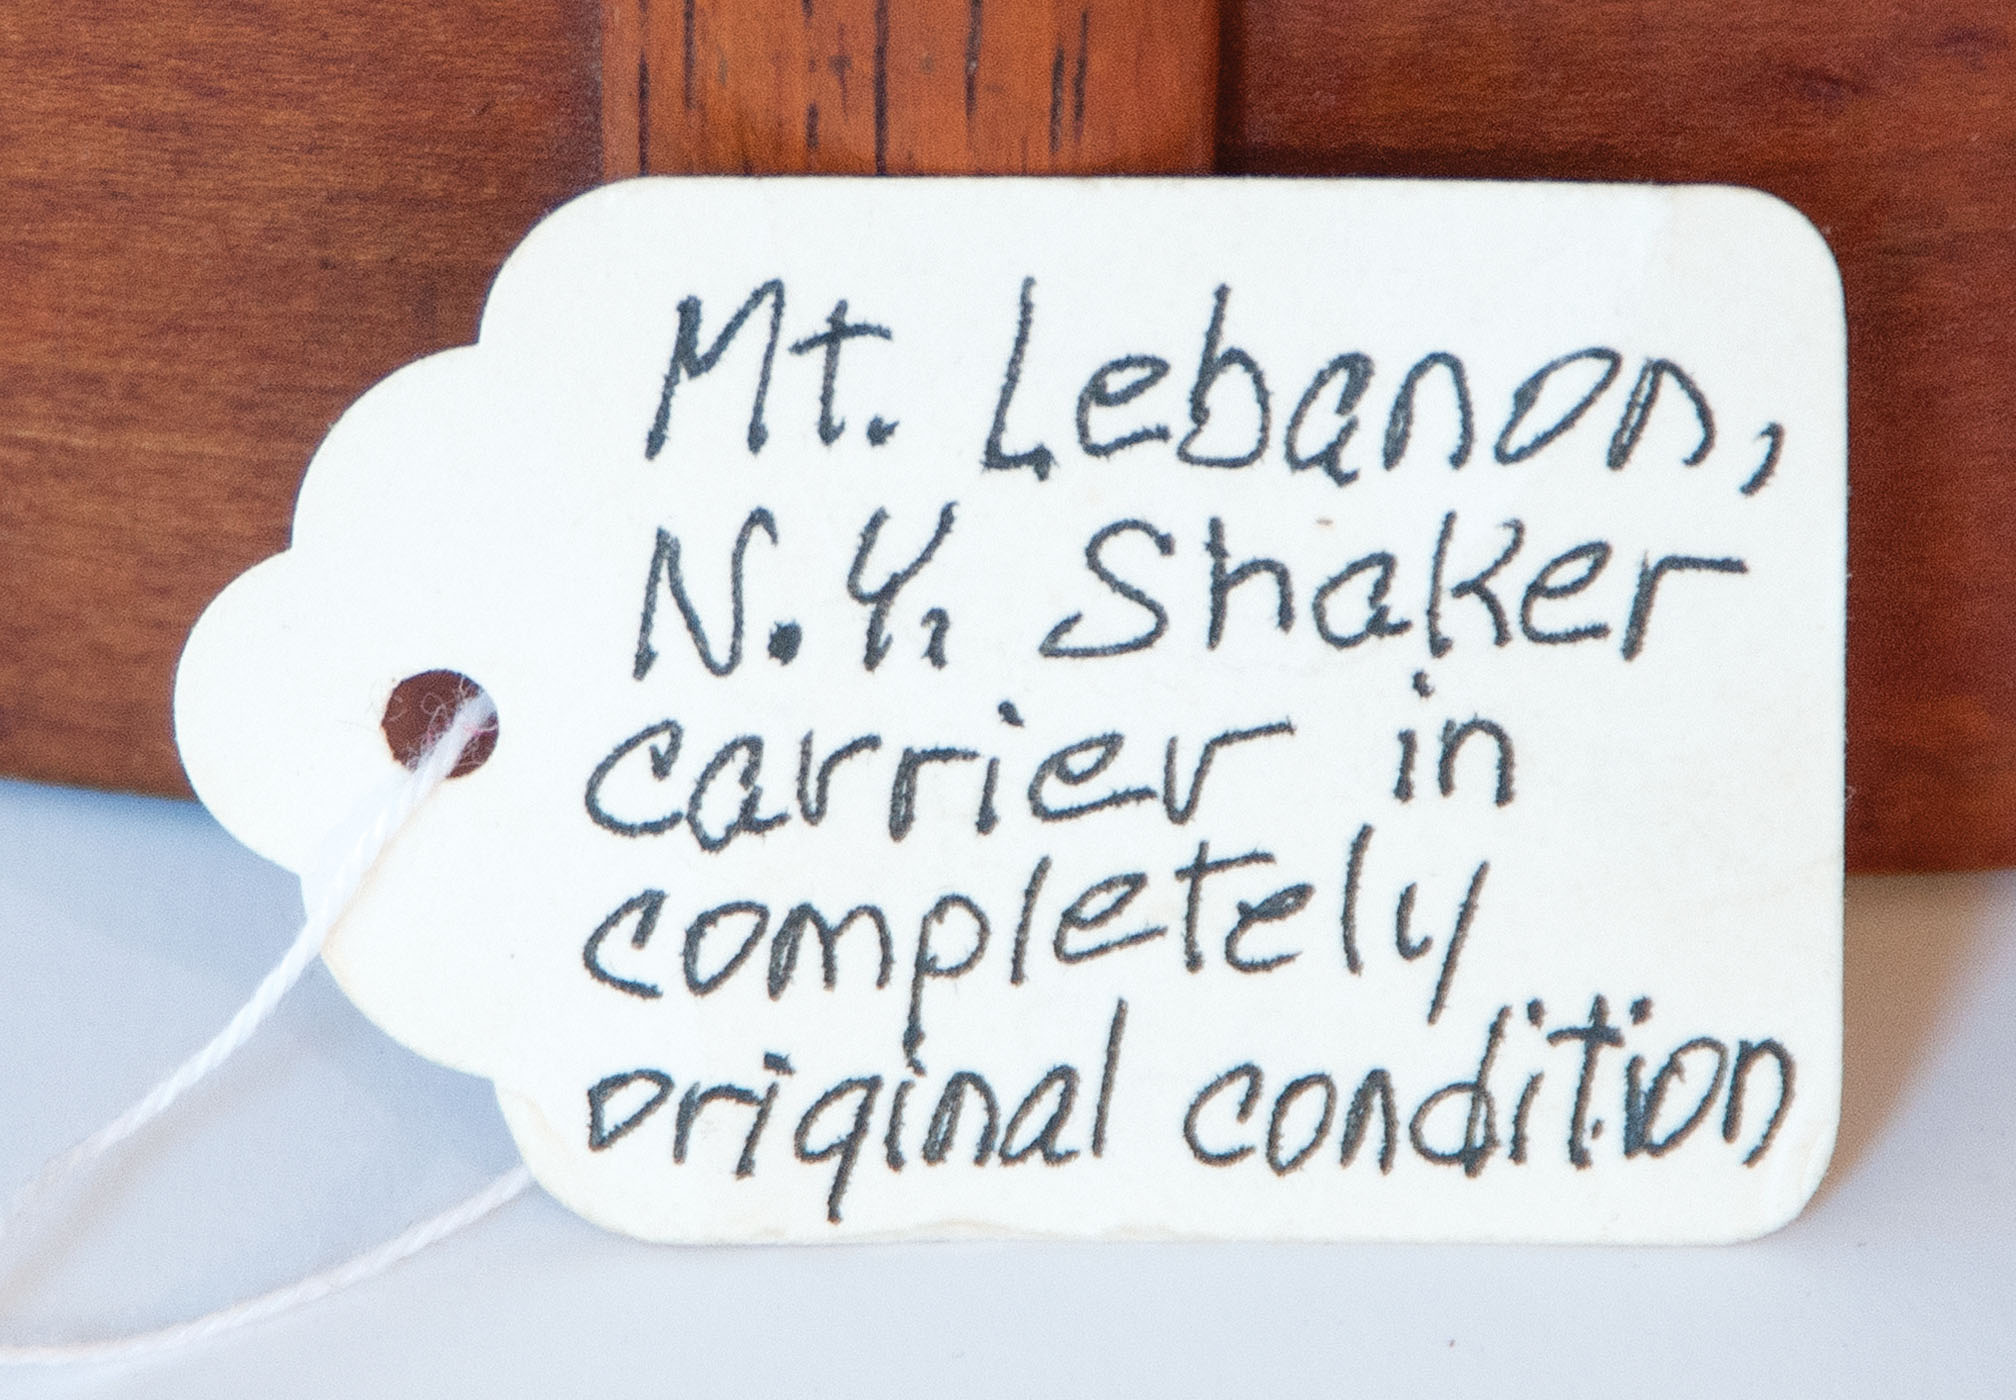 Mt. Lebanon,
N.Y, Shaker
carrier in
completely
original condition